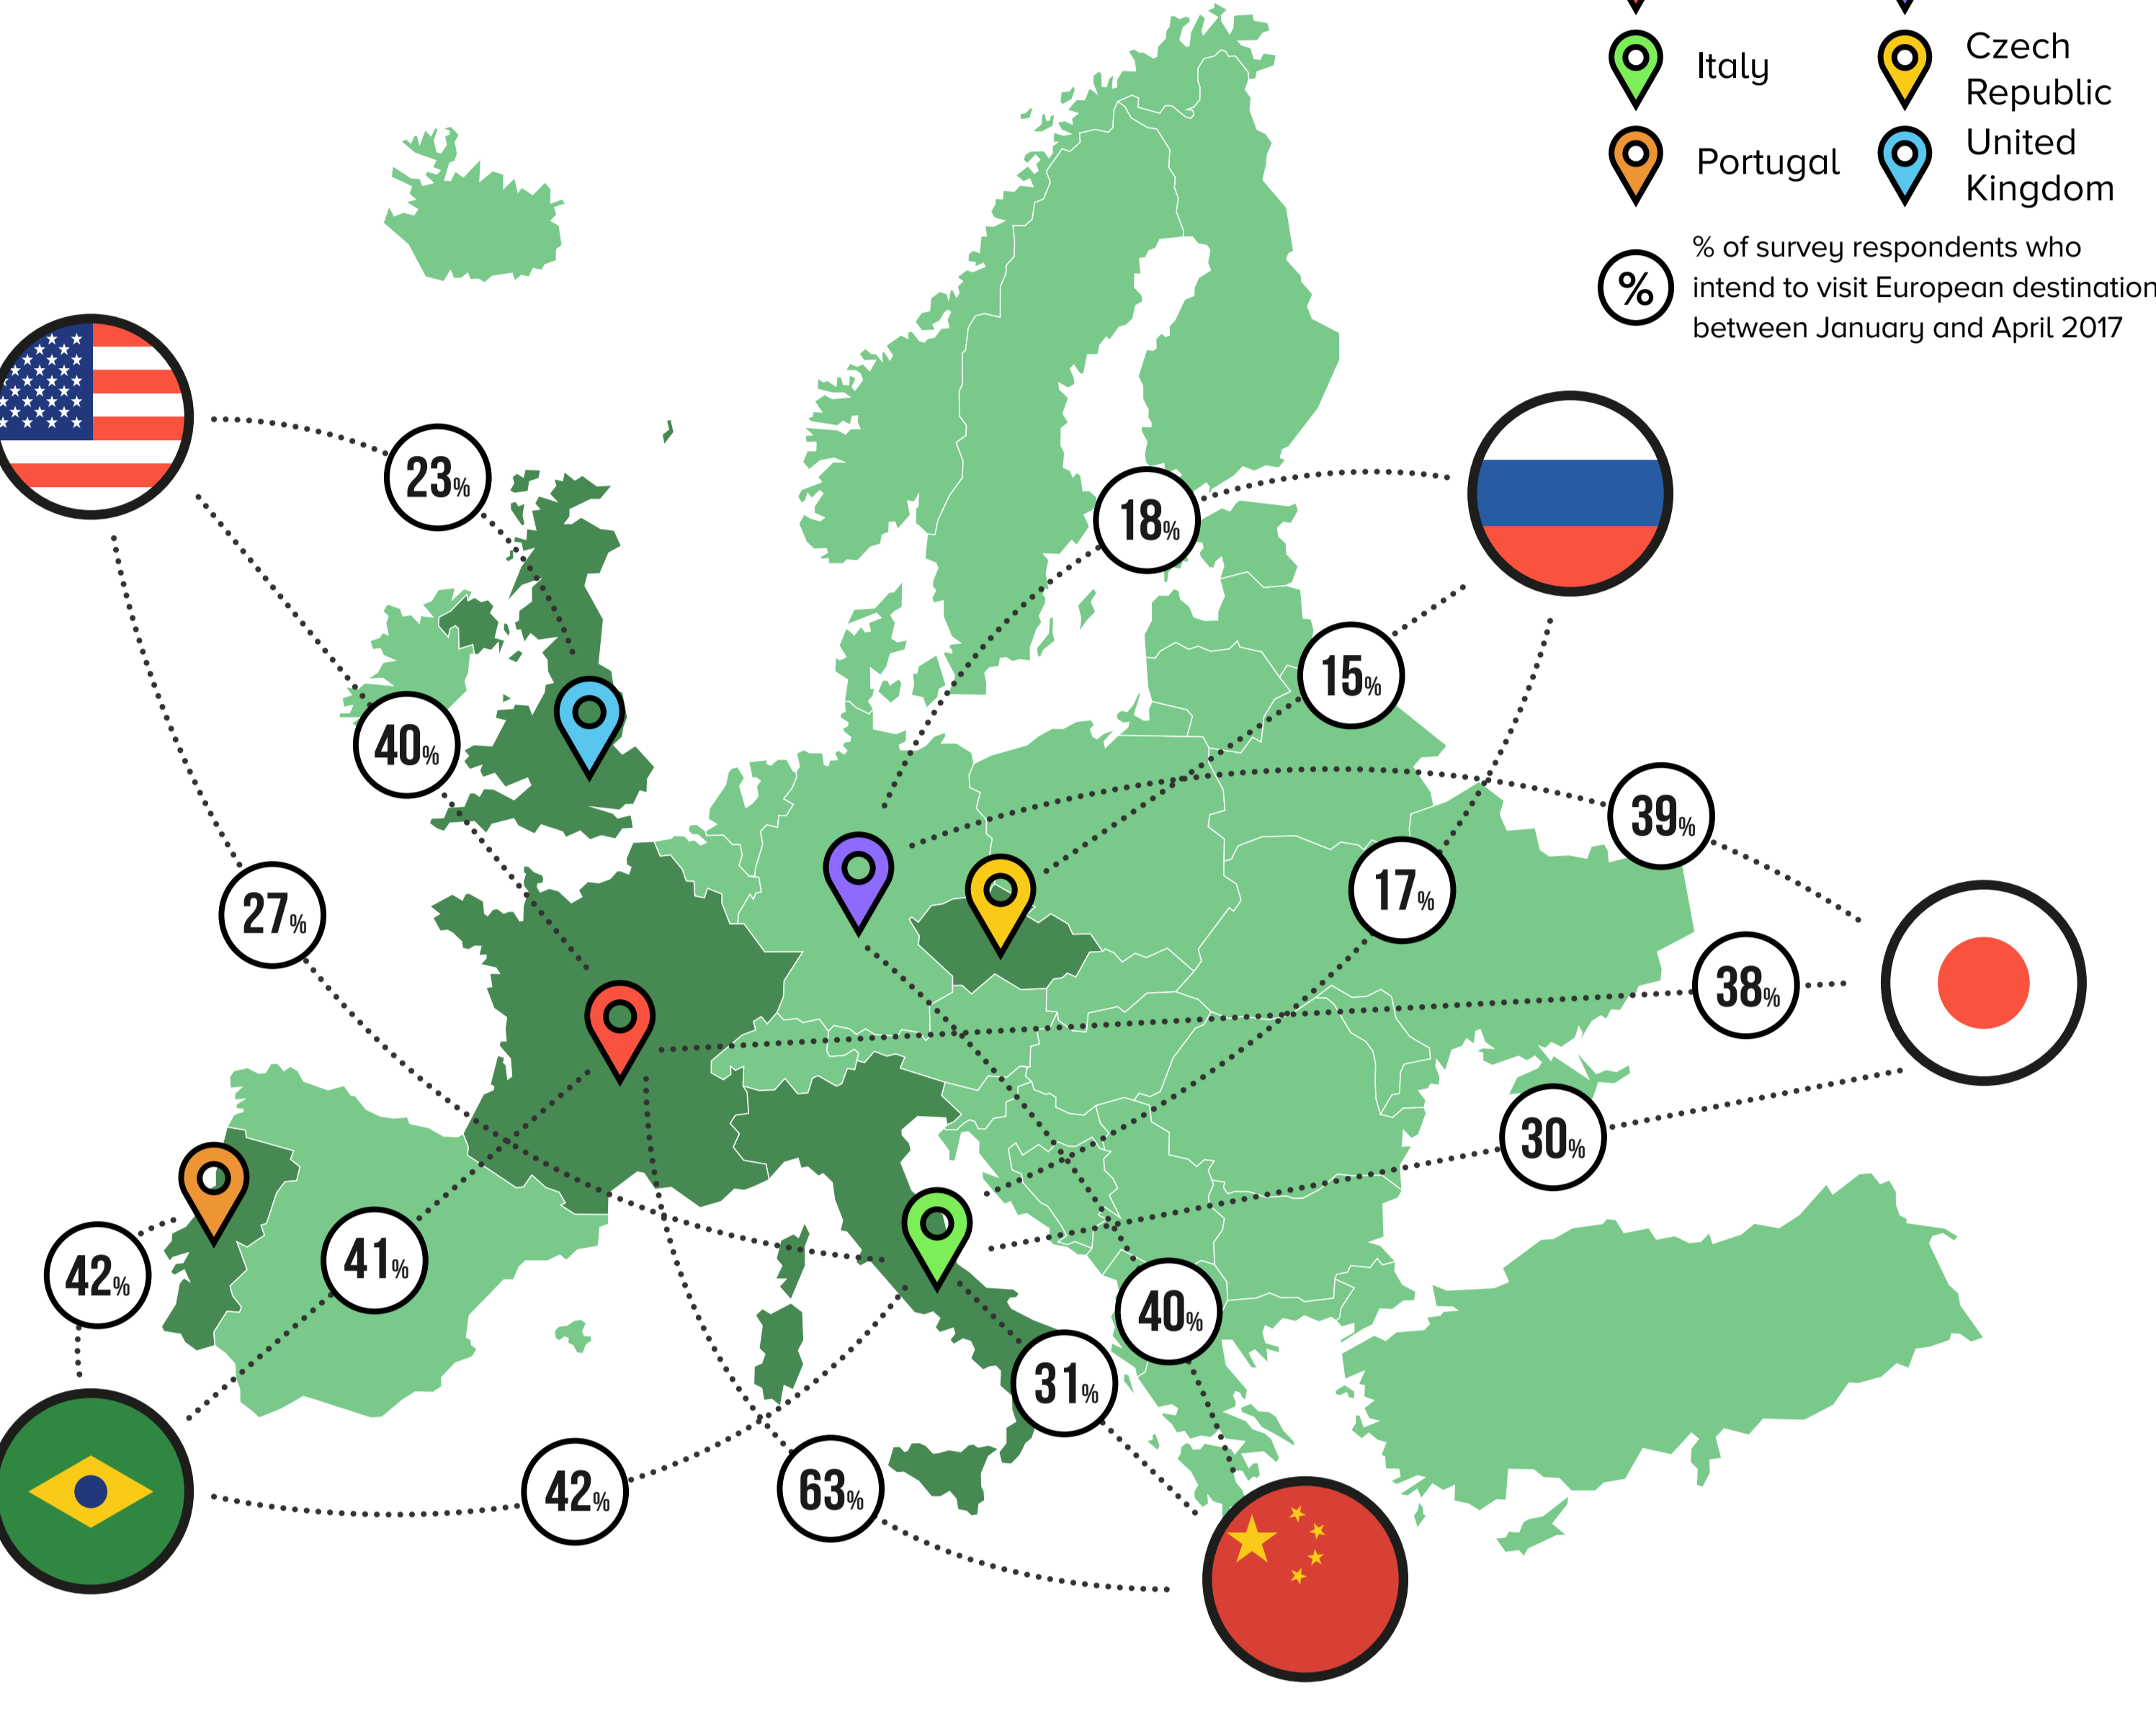 Italy
Czech
Republic
Portugal
United
Kingdom
%
% of survey respondents who
intend to visit European destination
between January and April 2017
23%
18%
15%
40%
39%
17%
27%
38%
30%
42%
41%
40%
31%
42%
63%